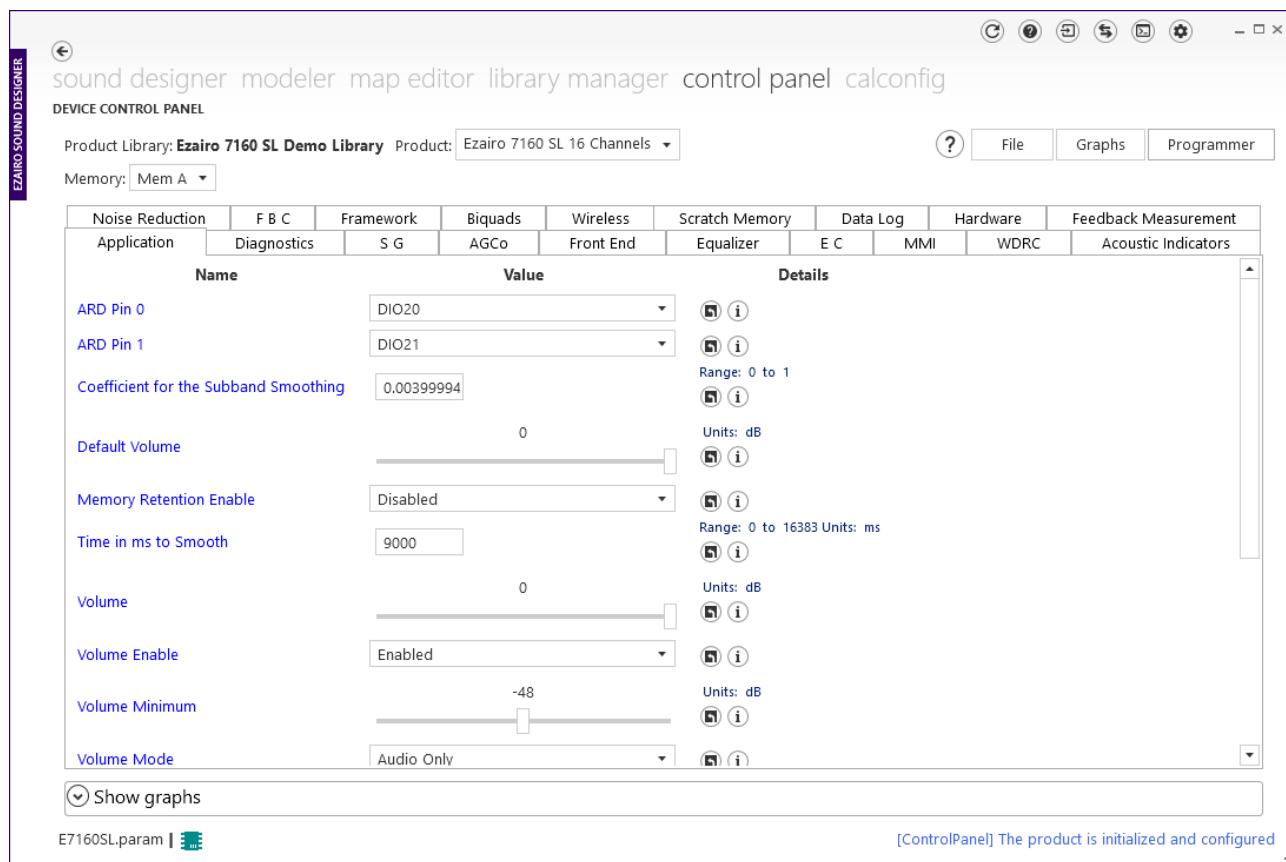 EZAIRO SOUND DESIGNER
sound designer modeler map editor library manager control panel calconfig
DEVICE CONTROL PANEL
Product Library: Ezairo 7160 SL Demo Library Product: Ezairo 7160 SL 16 Channels ? File Graphs Programmer
Memory: Mem A
Noise Reduction F B C Framework Biquads Wireless Scratch Memory Data Log Hardware Feedback Measurement
Application Diagnostics S G AGCo Front End Equalizer E C MMI WDRC Acoustic Indicators
Name Value Details
ARD Pin 0 DIO20
ARD Pin 1 DIO21
Range: 0 to 1
Coefficient for the Subband Smoothing 0.00399994
0 Units: dB
Default Volume
Memory Retention Enable Disabled
Range: 0 to 16383 Units: ms
Time in ms to Smooth 9000
0 Units: dB
Volume
Volume Enable Enabled
-48 Units: dB
Volume Minimum
Volume Mode Audio Only
Show graphs
E7160SL.param | [ControlPanel] The product is initialized and configured